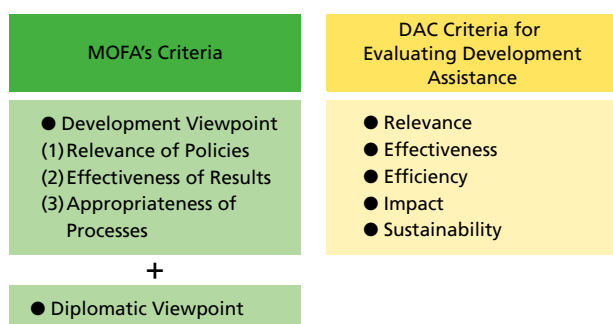 MOFA's Criteria
● Development Viewpoint
(1) Relevance of Policies
(2) Effectiveness of Results
(3) Appropriateness of
Processes
+
● Diplomatic Viewpoint
DAC Criteria for
Evaluating Development
Assistance
● Relevance
● Effectiveness
● Efficiency
● Impact
● Sustainability